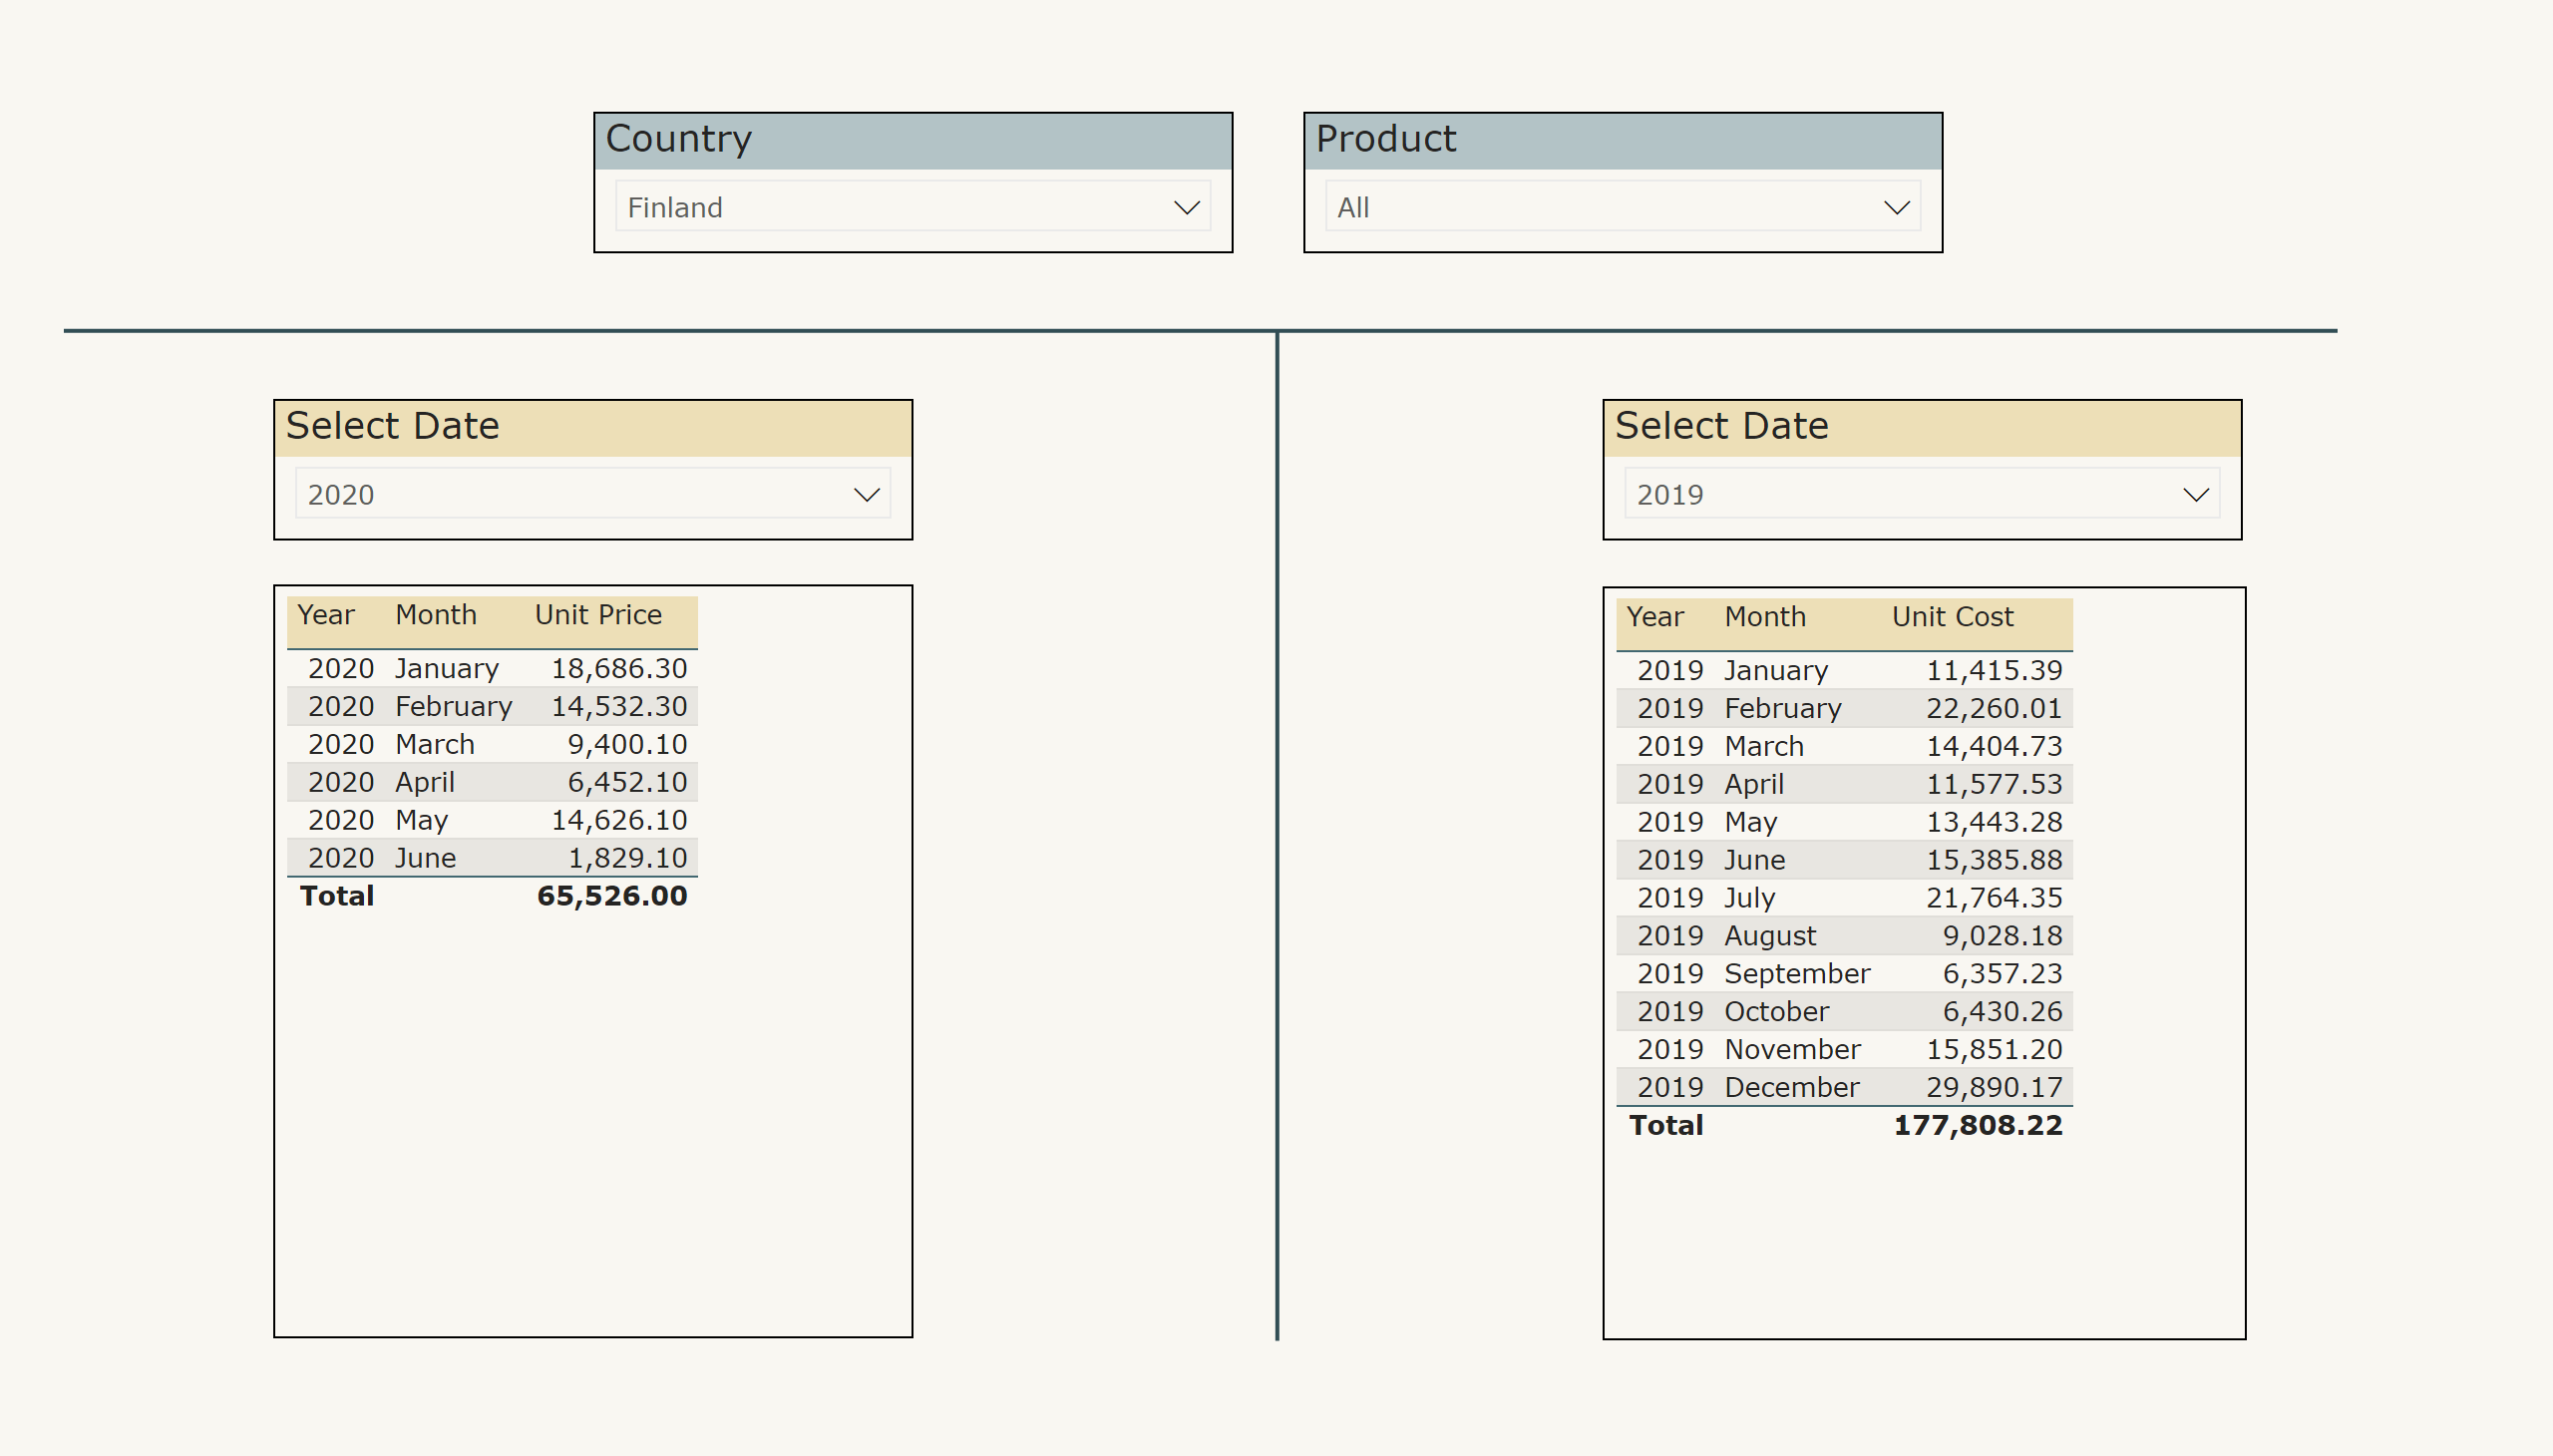 Country
Finland
Product
All
Select Date
2020
Year Month Unit Price
2020 January 18,686.30
2020 February 14,532.30
2020 March 9,400.10
2020 April 6,452.10
2020 May 14,626.10
2020 June 1,829.10
Total 65,526.00
Select Date
2019
Year Month Unit Cost
2019 January 11,415.39
2019 February 22,260.01
2019 March 14,404.73
2019 April 11,577.53
2019 May 13,443.28
2019 June 15,385.88
2019 July 21,764.35
2019 August 9,028.18
2019 September 6,357.23
2019 October 6,430.26
2019 November 15,851.20
2019 December 29,890.17
Total 177,808.22